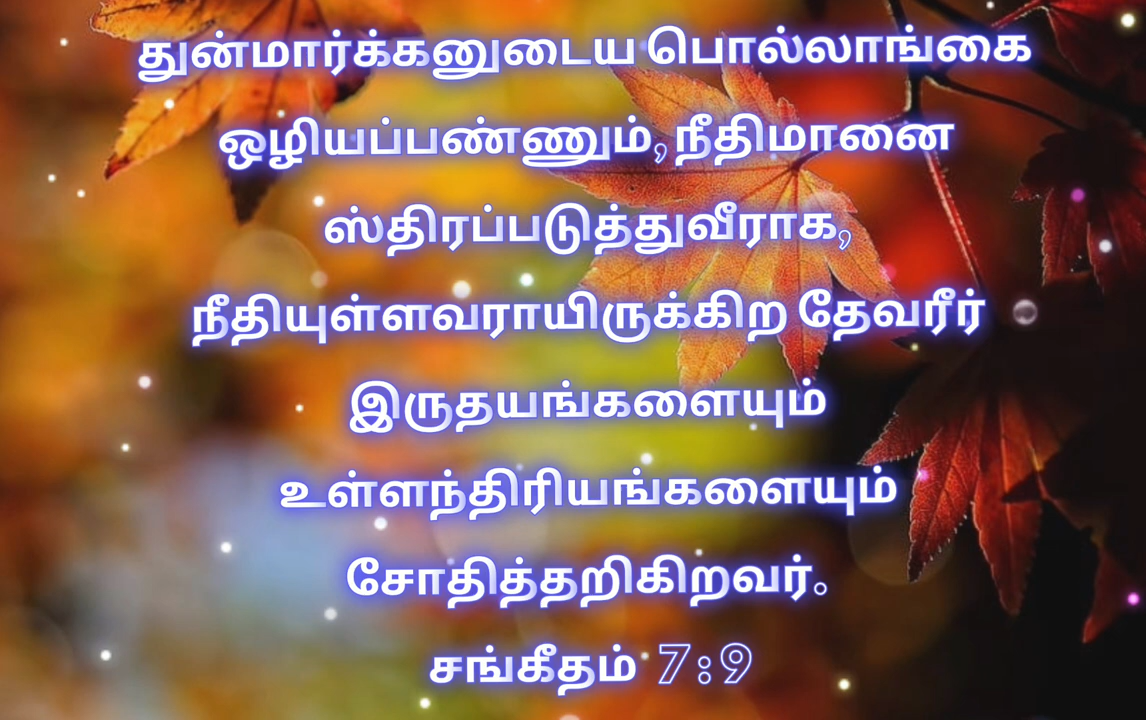 துன்மார்க்கனுடைய பொல்லாங்கை
ஒழியப்பண்ணும், நீதிமானை
ஸ்திரப்படுத்துவீராக,
நீதியுள்ளவராயிருக்கிற தேவரீர்
இருதயங்களையும்
உள்ளந்திரியங்களையும்
சோதித்தறிகிறவர்.
சங்கீதம் 7:9